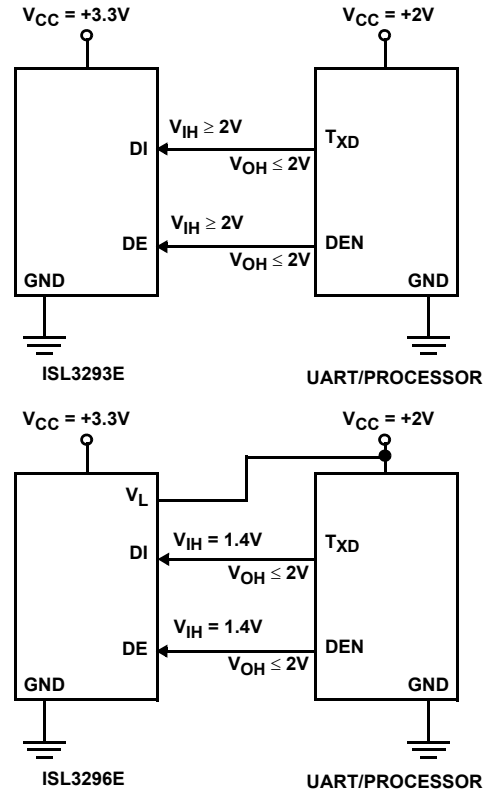 VCC = +3.3V
VCC = +2V
DI
VIH ≥ 2V
TXD
VOH ≤ 2V
DE
VIH ≥ 2V
DEN
VOH ≤ 2V
GND
GND
ISL3293E
UART/PROCESSOR
VCC = +3.3V
VCC = +2V
VL
DI
VIH = 1.4V
TXD
VOH ≤ 2V
DE
VIH = 1.4V
DEN
VOH ≤ 2V
GND
GND
ISL3296E
UART/PROCESSOR